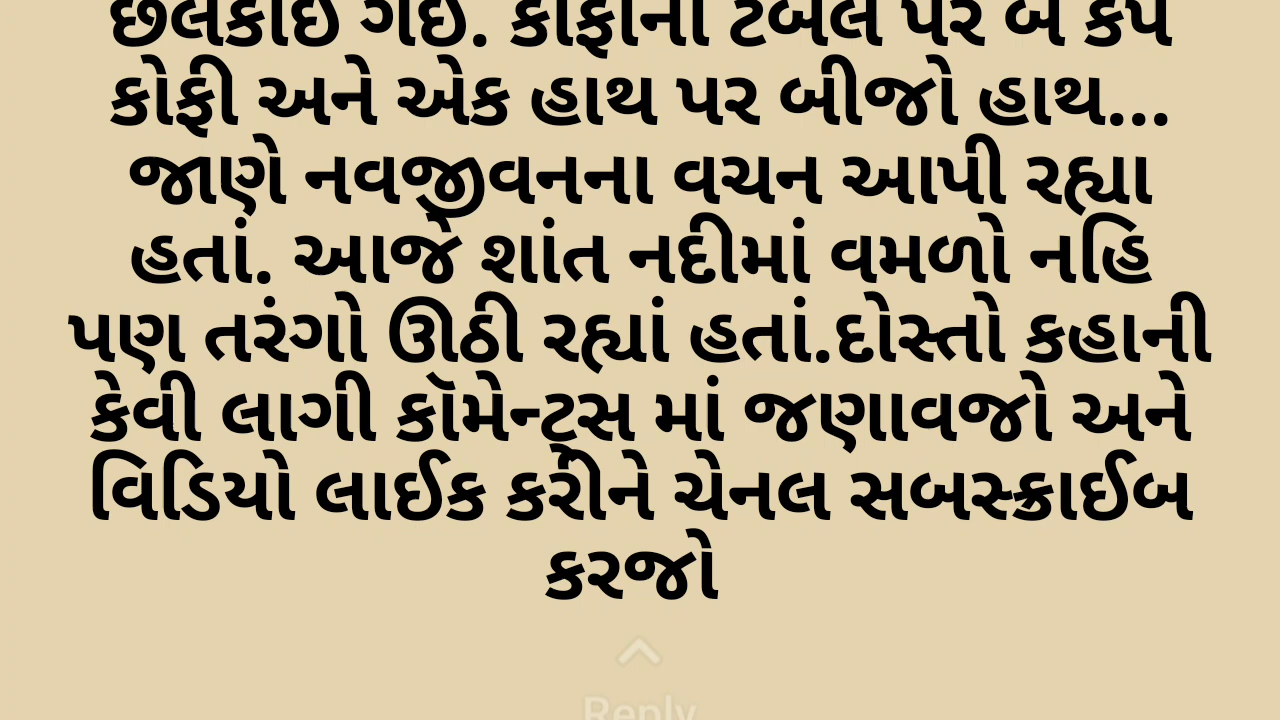 છલકાઈ ગઈ. કોફીના ટેબલ પર બે કપ
કોફી અને એક હાથ પર બીજો હાથ...
જાણે નવજીવનના વચન આપી રહ્યા
હતાં. આજે શાંત નદીમાં વમળો નહિ
પણ તરંગો ઊઠી રહ્યાં હતાં.દોસ્તો કહાની
કેવી લાગી કૉમેન્ટ્સ માં જણાવજો અને
વિડિયો લાઈક કરીને ચેનલ સબસ્ક્રાઈબ
કરજો
Reply